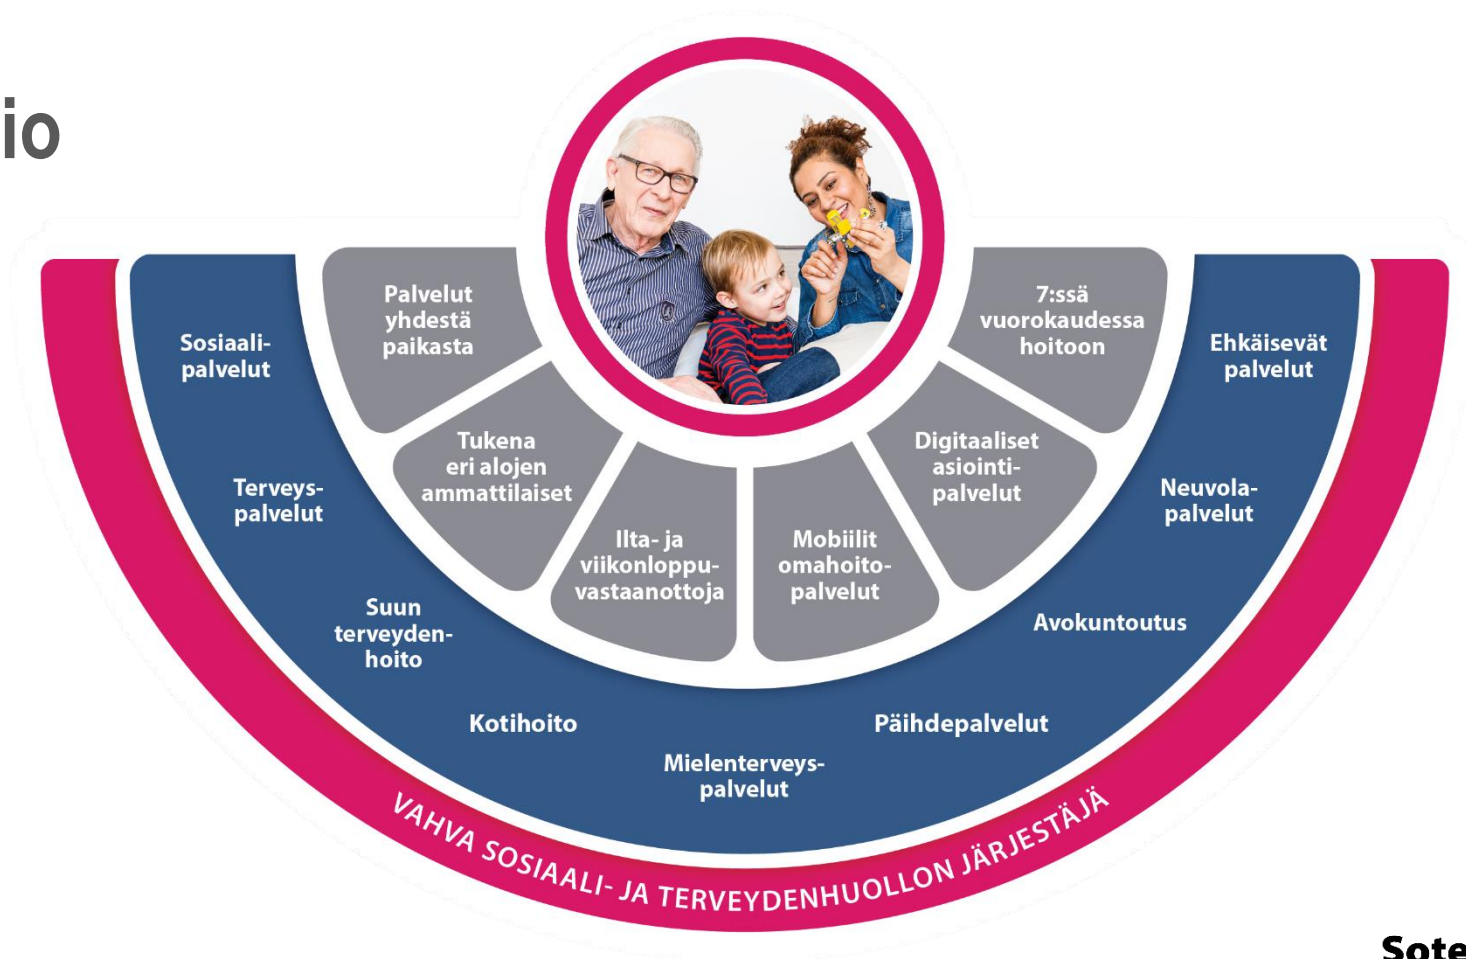 io
Palvelut
yhdestä
paikasta
Tukena
eri alojen
ammattilaiset
Ilta- ja
viikonloppu-
vastaanottoja
Mobiilit
omahoito-
palvelut
Digitaaliset
asiointi-
palvelut
7:ssä
vuorokaudessa
hoitoon
Sosiaali-
palvelut
Terveys-
palvelut
Suun
terveyden-
hoito
Kotihoito
Mielenterveys-
palvelut
Päihdepalvelut
Avokuntoutus
Neuvola-
palvelut
Ehkäisevät
palvelut
VAHVA SOSIAALI- JA TERVEYDENHUOLLON JÄRJESTÄJÄ
Sote